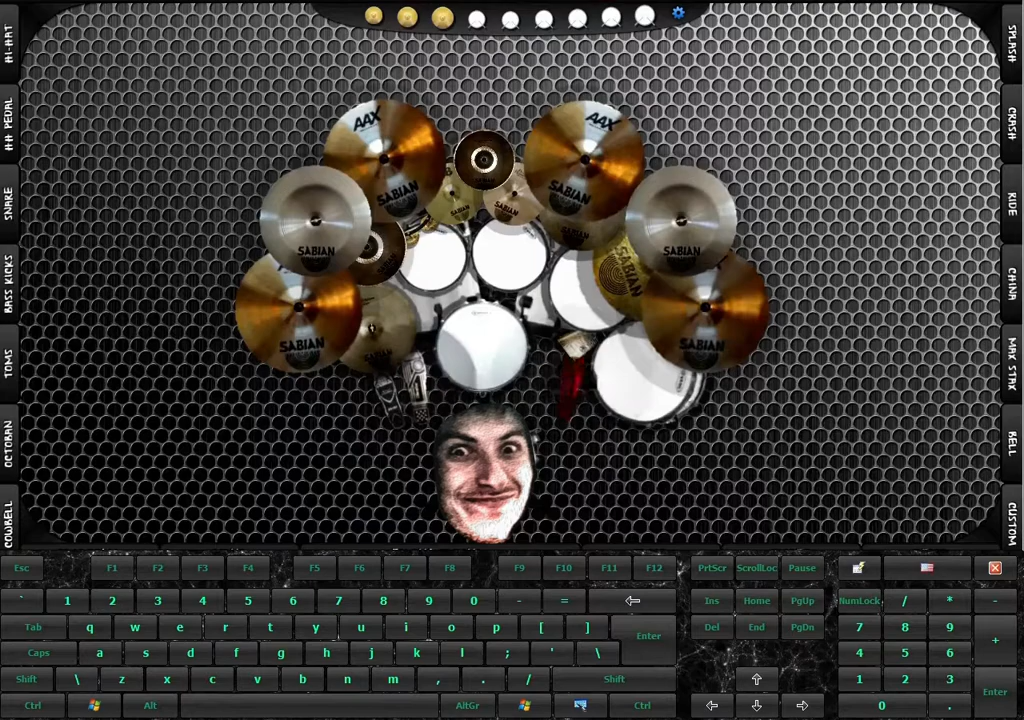 HI-HAT
HH PEDAL
SNARE
BASS KICKS
TOMS
OCTOBAN
COWBELL
SPLASH
CRASH
RIDE
CHINA
MAX STAX
BELL
CUSTOM
AAX
AAX
SABIAN
SABIAN
SABIAN
SABIAN
SABIAN
SABIAN
SABIAN
Esc F1 F2 F3 F4 F5 F6 F7 F8 F9 F10 F11 F12 PrtScr ScrollLoc Pause
` 1 2 3 4 5 6 7 8 9 0 - = Ins Home PgUp NumLock / * -
Tab q w e r t y u i o p [ ] Enter Del End PgDn 7 8 9 +
Caps a s d f g h j k l ; ' \ 4 5 6
Shift \ z x c v b n m , . / Shift 1 2 3 Enter
Ctrl Alt AltGr Ctrl 0 .